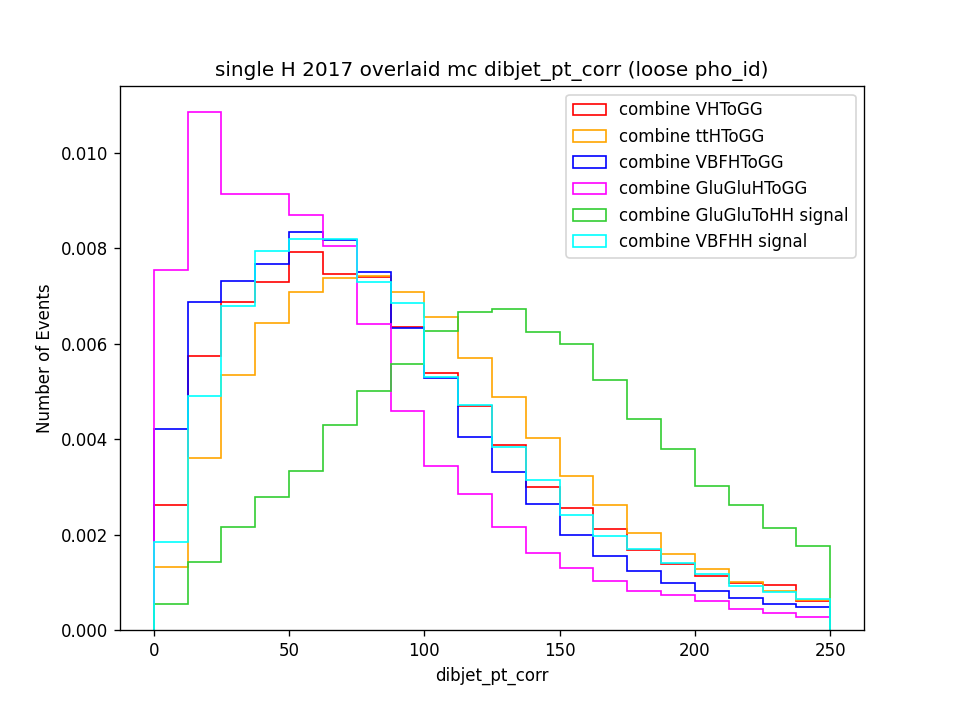 single H 2017 overlaid mc dibjet_pt_corr (loose pho_id)
combine VHToGG
combine ttHToGG
combine VBFHToGG
combine GluGluHToGG
combine GluGluToHH signal
combine VBFHH signal
Number of Events
0.010
0.008
0.006
0.004
0.002
0.000
0 50 100 150 200 250
dibjet_pt_corr